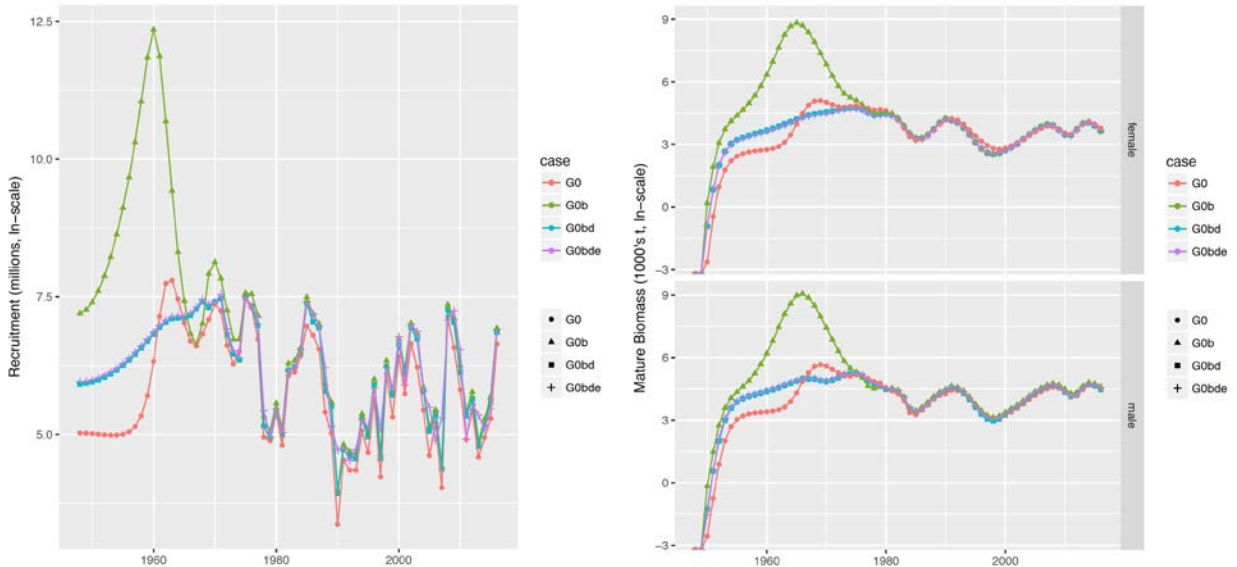 12.5
10.0
7.5
5.0
Recruitment (millions, ln−scale)
1960
1980
2000
case
G0
G0b
G0bd
G0bde
G0
G0b
G0bd
G0bde
Mature Biomass (1000's t, ln−scale)
9
6
3
0
−3
female
9
6
3
0
−3
male
1960
1980
2000
case
G0
G0b
G0bd
G0bde
G0
G0b
G0bd
G0bde